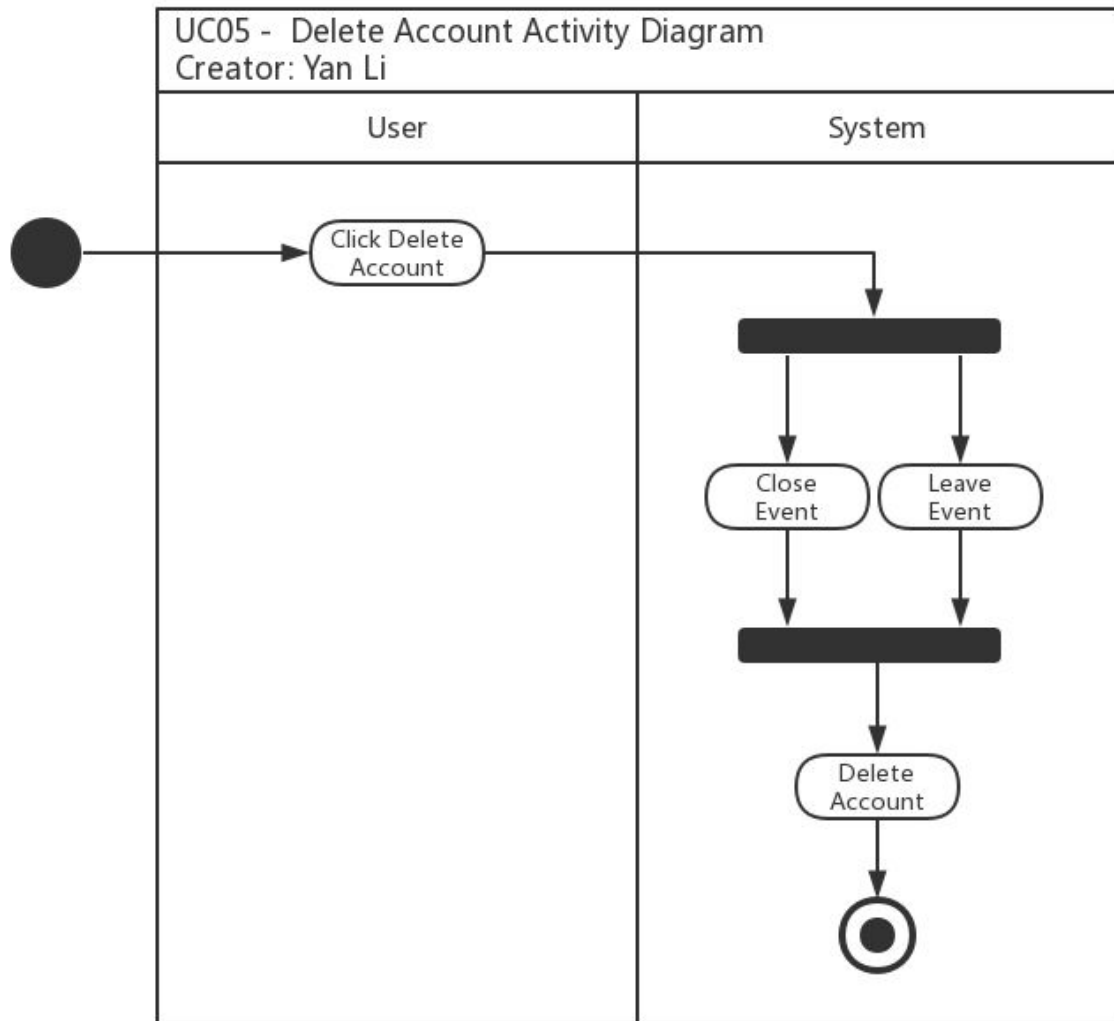 UC05 -  Delete Account Activity Diagram
Creator: Yan Li
User
System
Click Delete
Account
Close
Event
Leave
Event
Delete
Account